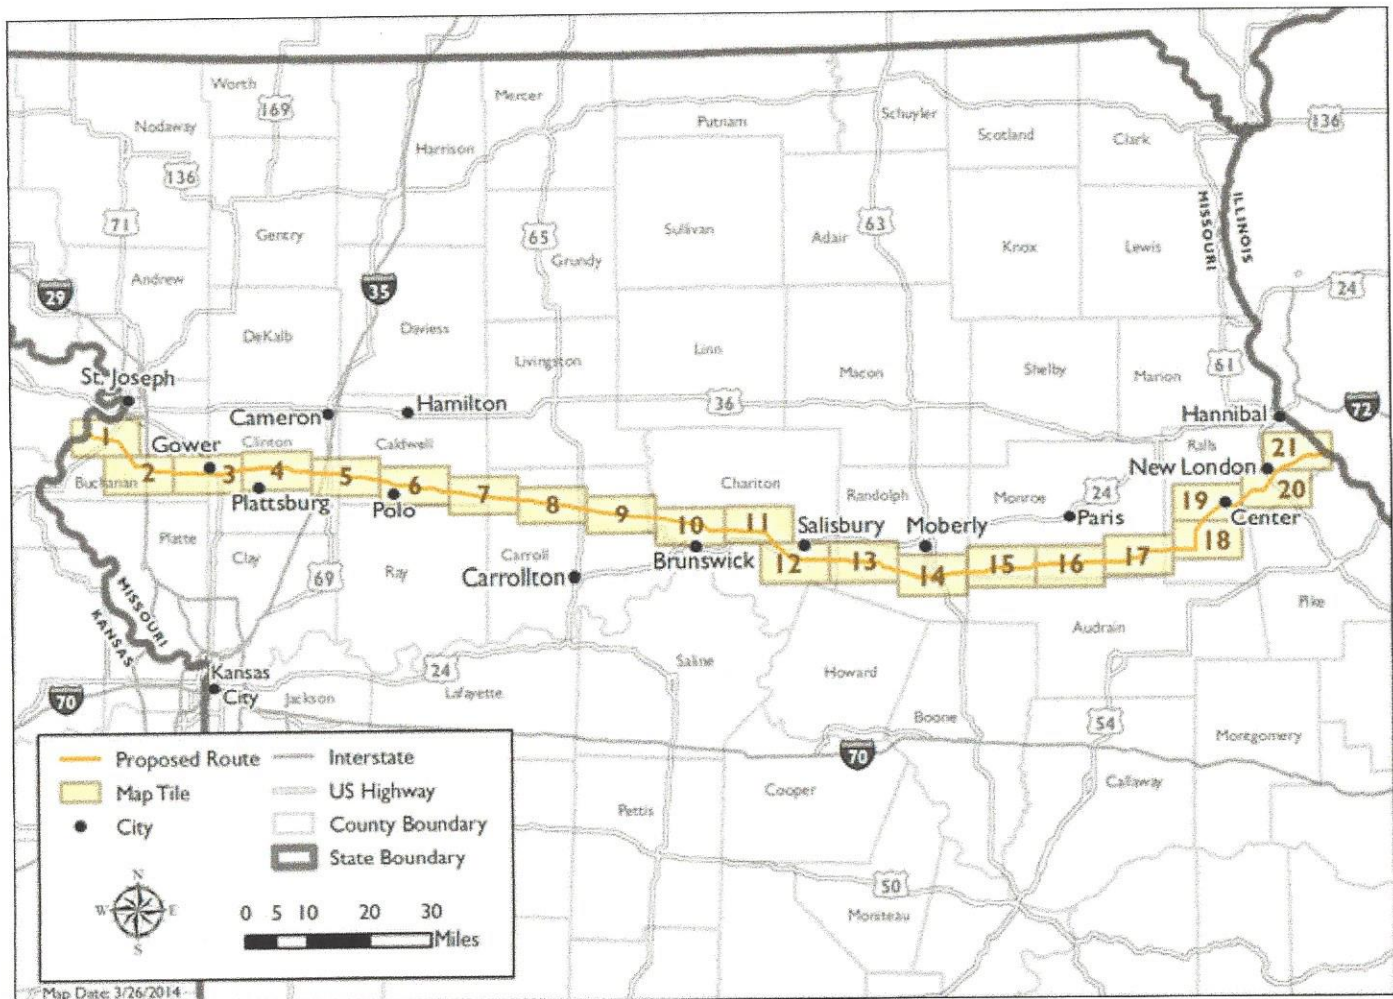 Worth
169
Mercer
Nodaway
Putnam
Schuyler
Scotland
Clark
136
Harrison
136
71
Gentry
65
Sullivan
Adair
63
Knox
Lewis
MISSOURI
ILLINOIS
Grundy
Andrew
29
35
24
DeKalb
Daviess
Livingston
Linn
Macon
Shelby
Marion
61
St. Joseph
Cameron
Hamilton
36
Hannibal
72
1
Gower
Clinton
Caldwell
Ralls
21
New London
Buchanan
2
3
4
5
6
7
8
9
10
11
Chariton
Randolph
Monroe
24
19
20
Plattsburg
Polo
Salisbury
Moberly
Paris
Center
Platte
Clay
Ray
Carroll
Brunswick
12
13
14
15
16
17
18
Carrollton
69
MISSOURI
KANSAS
Pike
Audrain
Kansas
City
24
Saline
Howard
70
Jackson
Lafayette
Boone
54
Montgomery
70
Callaway
Cooper
Pettis
50
Moniteau
Proposed Route
Interstate
Map Tile
US Highway
City
County Boundary
State Boundary
N
W
E
S
0 5 10 20 30
Miles
Map Date: 3/26/2014